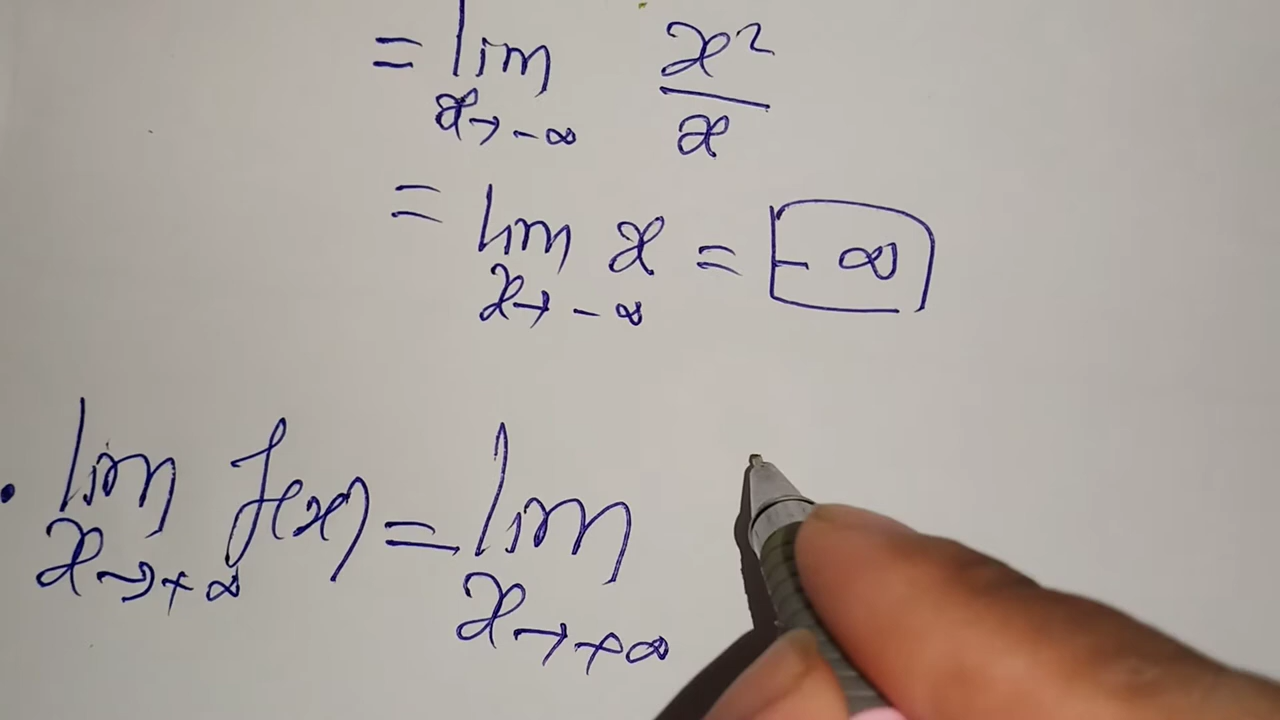 = lim x→-∞ x²/x
= lim x→-∞ x = -∞
• lim x→+∞ f(x) = lim x→+∞